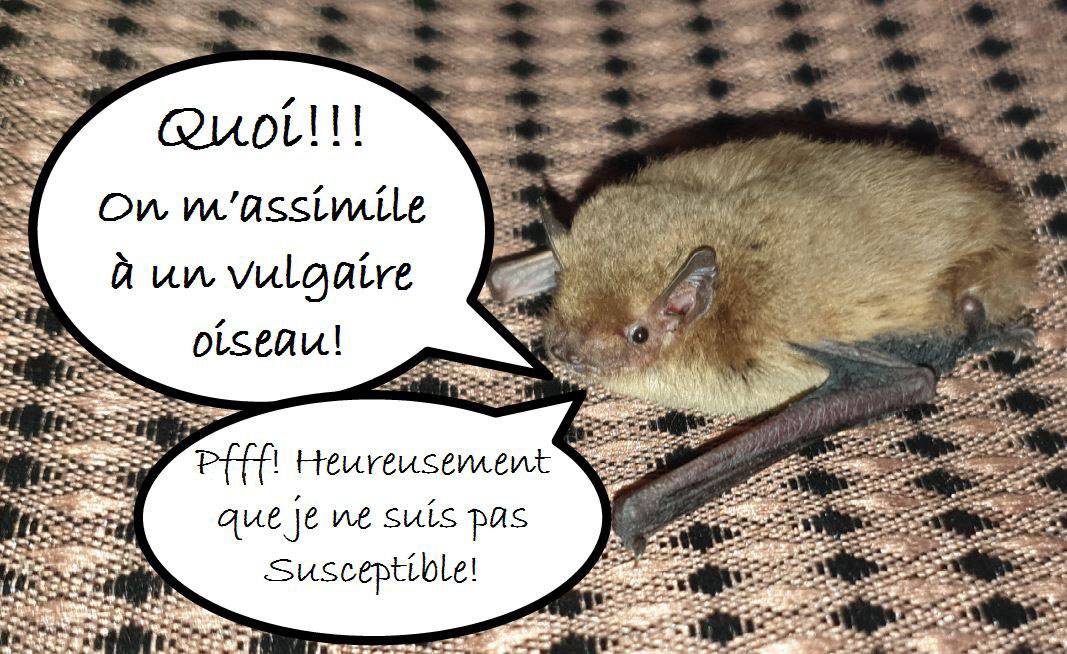 Quoi!!!
On m'assimile
à un vulgaire
oiseau!
Pfff! Heureusement
que je ne suis pas
Susceptible!